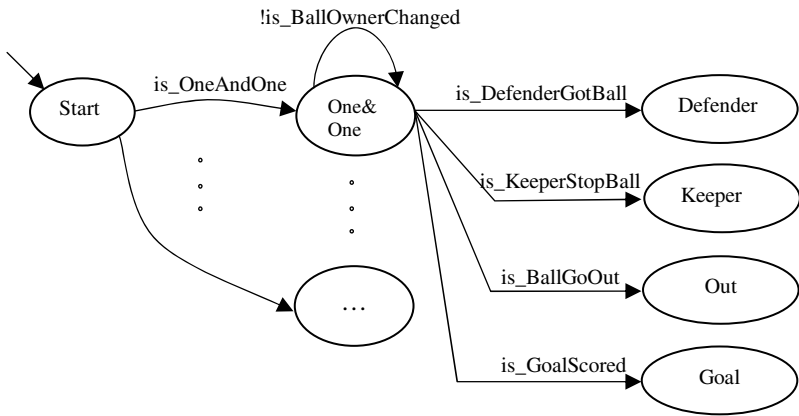 !is_BallOwnerChanged
is_OneAndOne
is_DefenderGotBall
Start
One&
One
Defender
is_KeeperStopBall
Keeper
is_BallGoOut
Out
...
is_GoalScored
Goal